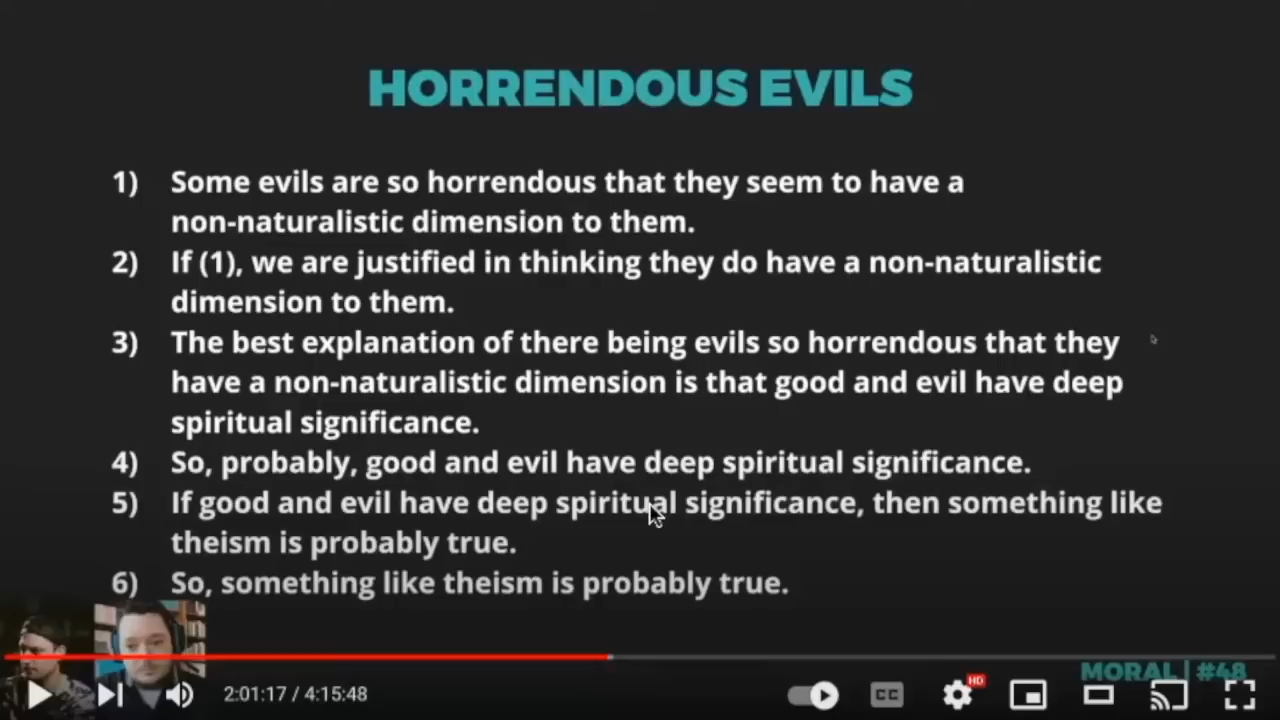 HORRENDOUS EVILS
1) Some evils are so horrendous that they seem to have a
non-naturalistic dimension to them.
2) If (1), we are justified in thinking they do have a non-naturalistic
dimension to them.
3) The best explanation of there being evils so horrendous that they
have a non-naturalistic dimension is that good and evil have deep
spiritual significance.
4) So, probably, good and evil have deep spiritual significance.
5) If good and evil have deep spiritual significance, then something like
theism is probably true.
6) So, something like theism is probably true.
MORAL | #48
HD
2:01:17 / 4:15:48
CC